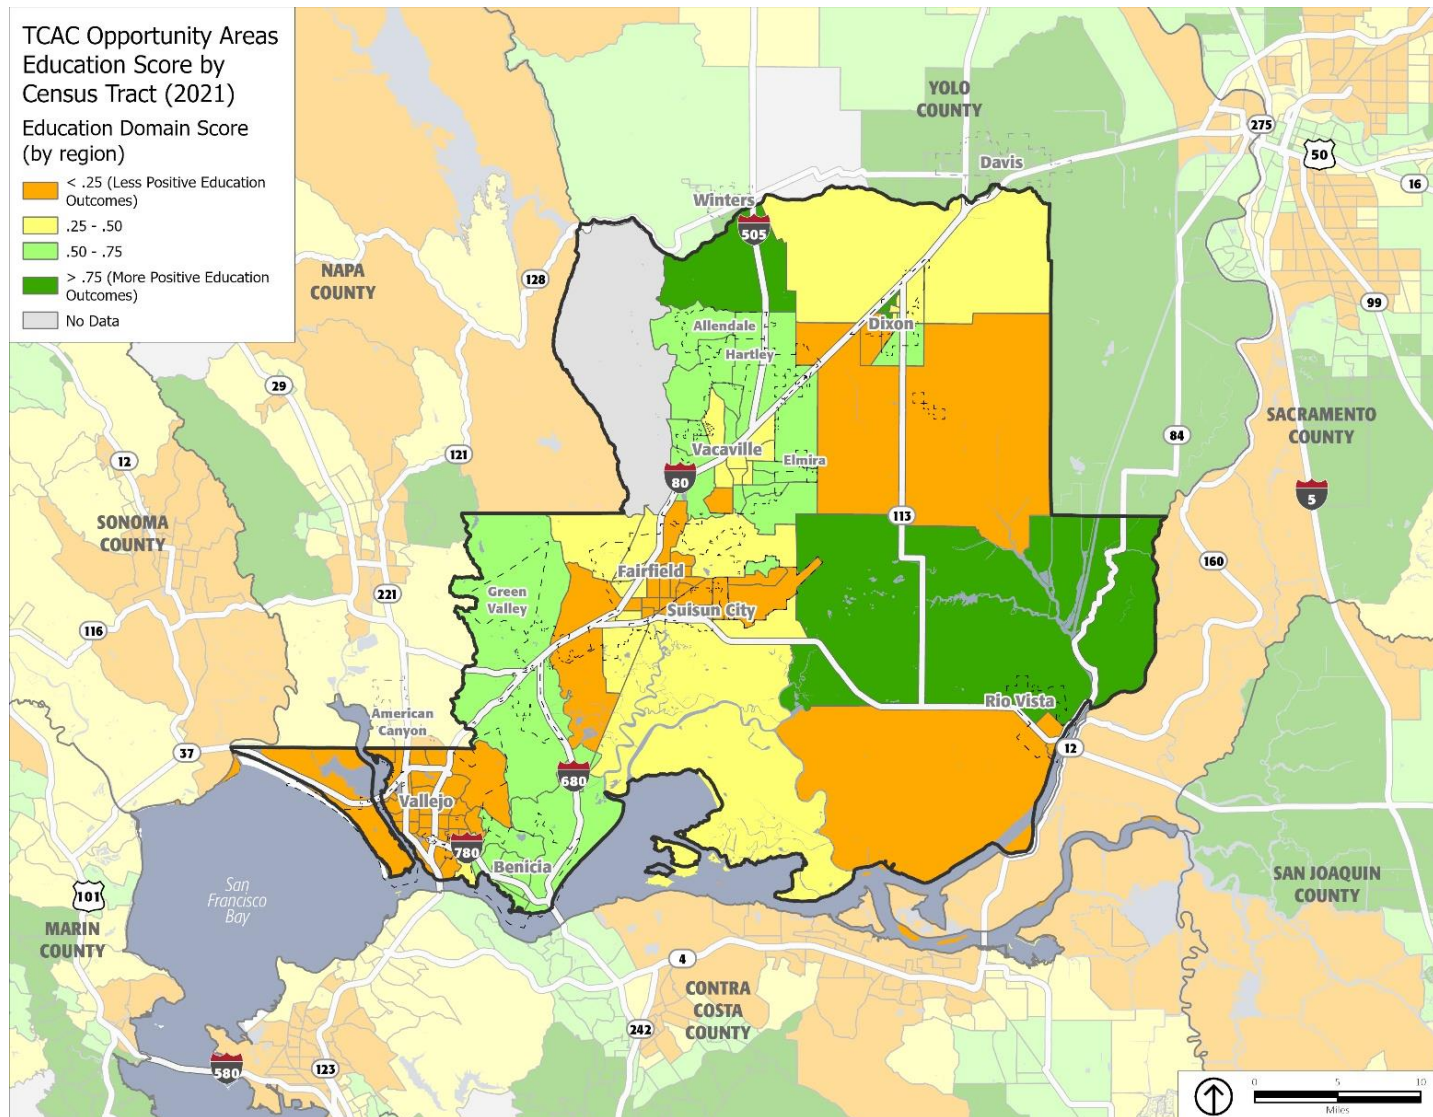 TCAC Opportunity Areas
Education Score by
Census Tract (2021)
Education Domain Score
(by region)
< .25 (Less Positive Education
Outcomes)
.25 - .50
.50 - .75
> .75 (More Positive Education
Outcomes)
No Data
YOLO
COUNTY
Davis
275
50
16
Winters
505
NAPA
COUNTY
128
99
Allendale
Dixon
Hartley
29
SACRAMENTO
COUNTY
84
121
12
Vacaville
Elmira
80
5
SONOMA
COUNTY
113
160
Fairfield
221
Green
Valley
Suisun City
116
Rio Vista
American
Canyon
37
12
680
Vallejo
780
Benicia
San
Francisco
Bay
101
MARIN
COUNTY
SAN JOAQUIN
COUNTY
4
CONTRA
COSTA
COUNTY
242
580
123
0 5 10
Miles